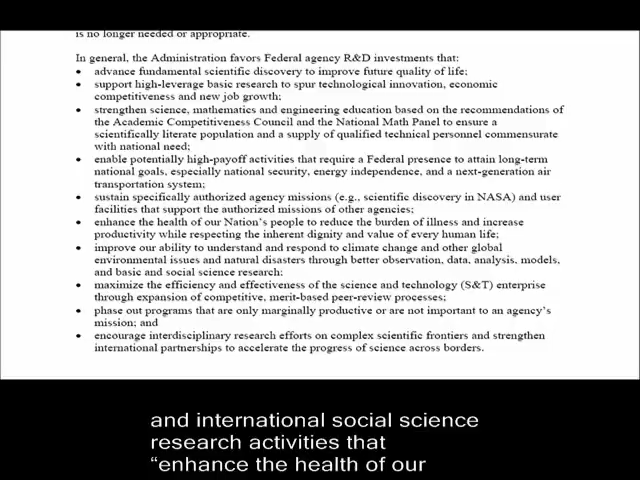 is no longer needed or appropriate.
In general, the Administration favors Federal agency R&D investments that:
• advance fundamental scientific discovery to improve future quality of life;
• support high-leverage basic research to spur technological innovation, economic
competitiveness and new job growth;
• strengthen science, mathematics and engineering education based on the recommendations of
the Academic Competitiveness Council and the National Math Panel to ensure a
scientifically literate population and a supply of qualified technical personnel commensurate
with national need;
• enable potentially high-payoff activities that require a Federal presence to attain long-term
national goals, especially national security, energy independence, and a next-generation air
transportation system;
• sustain specifically authorized agency missions (e.g., scientific discovery in NASA) and user
facilities that support the authorized missions of other agencies;
• enhance the health of our Nation's people to reduce the burden of illness and increase
productivity while respecting the inherent dignity and value of every human life;
• improve our ability to understand and respond to climate change and other global
environmental issues and natural disasters through better observation, data, analysis, models,
and basic and social science research;
• maximize the efficiency and effectiveness of the science and technology (S&T) enterprise
through expansion of competitive, merit-based peer-review processes;
• phase out programs that are only marginally productive or are not important to an agency's
mission; and
• encourage interdisciplinary research efforts on complex scientific frontiers and strengthen
international partnerships to accelerate the progress of science across borders.
and international social science
research activities that
“enhance the health of our